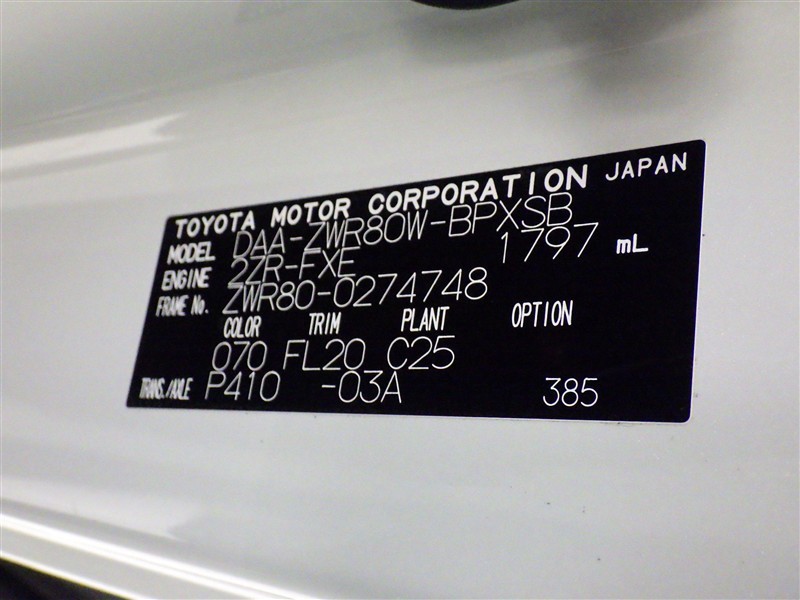 TOYOTA MOTOR CORPORATION JAPAN
MODEL DAA-ZWR80W-BPXSB
ENGINE 2ZR-FXE 1797 mL
FRAME No. ZWR80-0274748
COLOR TRIM PLANT OPTION
070 FL20 C25
TRANS./AXLE P410 -03A 385